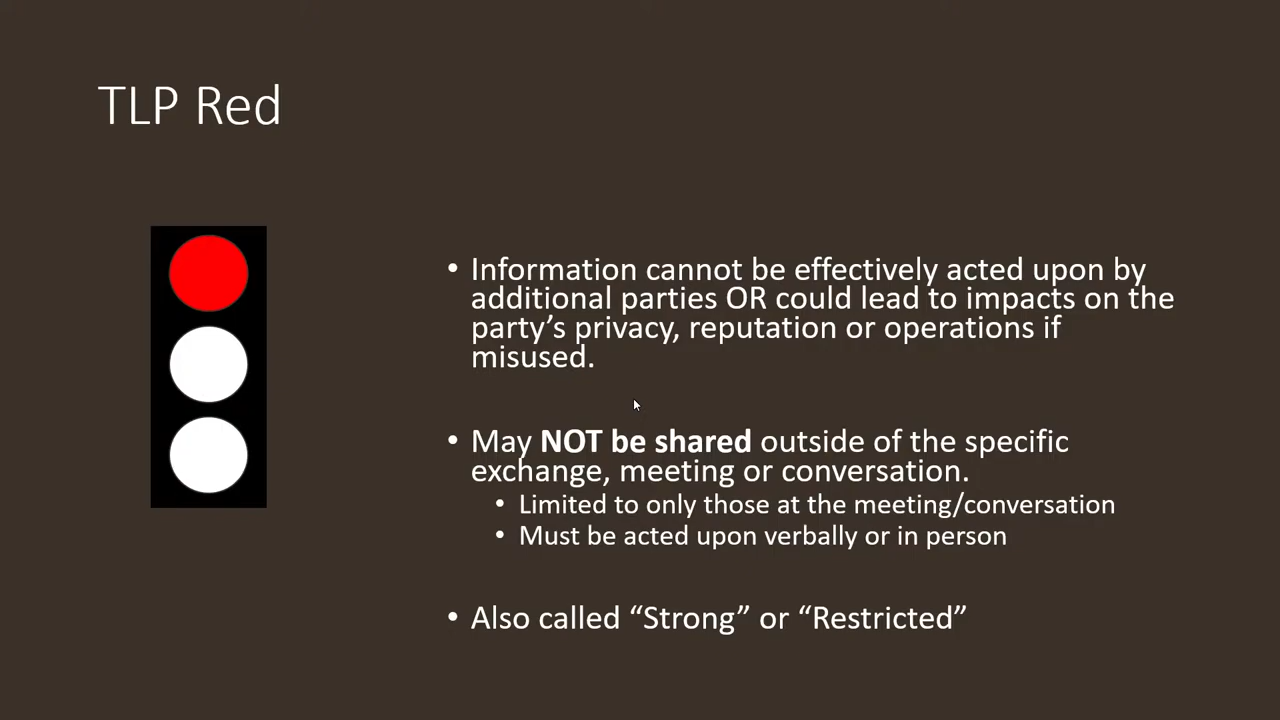 TLP Red
• Information cannot be effectively acted upon by
additional parties OR could lead to impacts on the
party’s privacy, reputation or operations if
misused.
• May NOT be shared outside of the specific
exchange, meeting or conversation.
• Limited to only those at the meeting/conversation
• Must be acted upon verbally or in person
• Also called “Strong” or “Restricted”